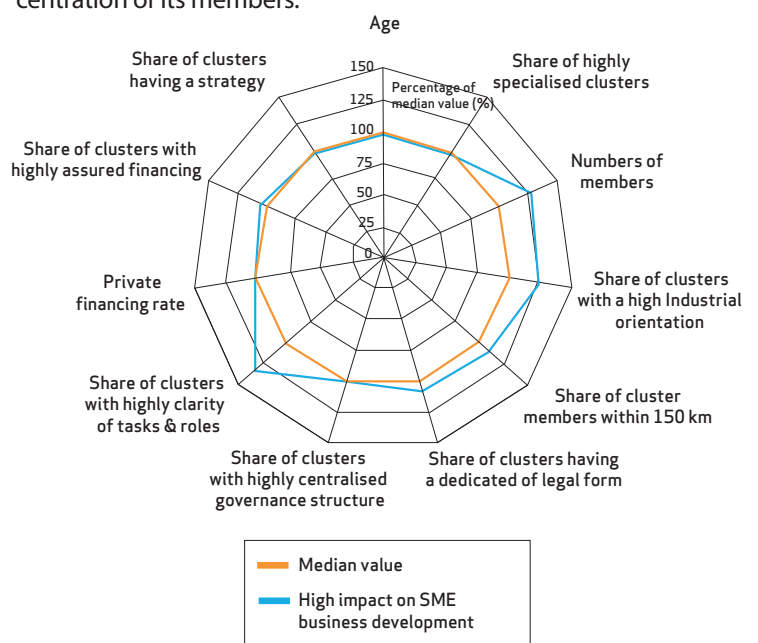 centration of its members.
Age
Share of clusters
having a strategy
Share of highly
specialised clusters
150
Percentage of
median value (%)
125
100
75
50
25
0
Share of clusters with
highly assured financing
Numbers of
members
Private
financing rate
Share of clusters
with a high Industrial
orientation
Share of clusters
with highly clarity
of tasks & roles
Share of cluster
members within 150 km
Share of clusters
with highly centralised
governance structure
Share of clusters having
a dedicated of legal form
Median value
High impact on SME
business development